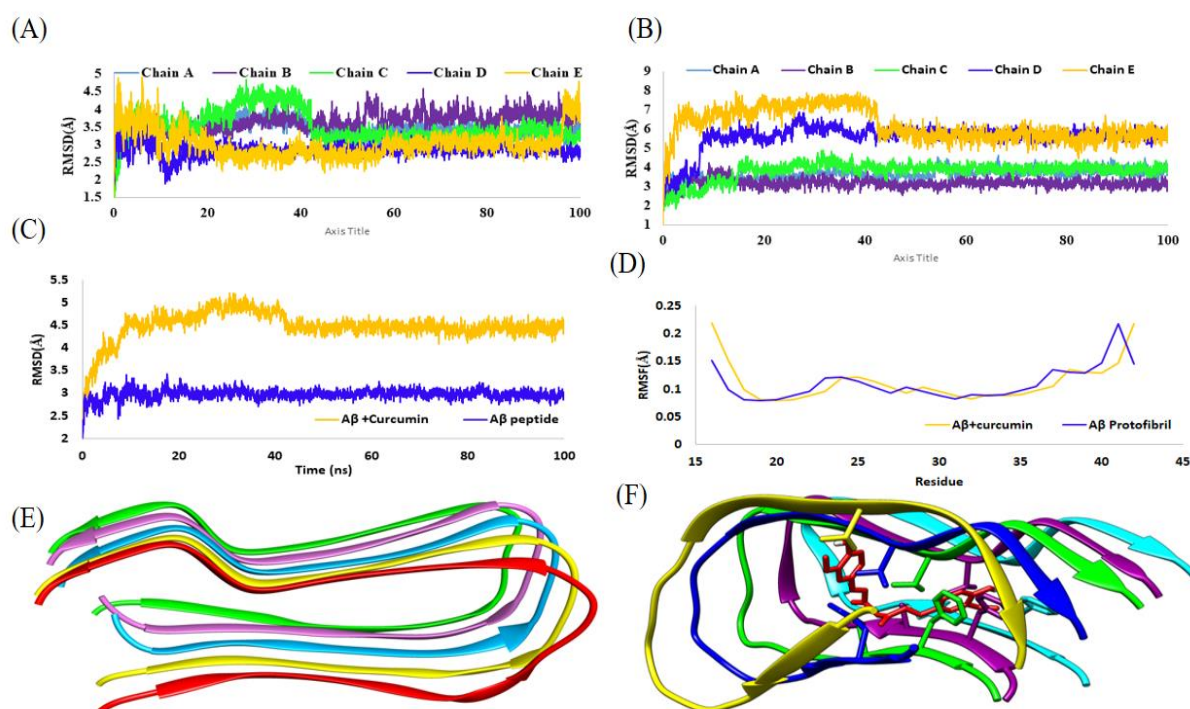 (A)
Chain A Chain B Chain C Chain D Chain E
RMSD(Å)
5
4.5
4
3.5
3
2.5
2
1.5
0 20 40 60 80 100
Axis Title
(B)
Chain A Chain B Chain C Chain D Chain E
RMSD(Å)
9
8
7
6
5
4
3
2
1
0 20 40 60 80 100
Axis Title
(C)
RMSD(Å)
5.5
5
4.5
4
3.5
3
2.5
2
Aβ +Curcumin Aβ peptide
0 20 40 60 80 100
Time (ns)
(D)
RMSF(Å)
0.25
0.2
0.15
0.1
0.05
0
Aβ+curcumin Aβ Protofibril
15 20 25 30 35 40 45
Residue
(E)
(F)